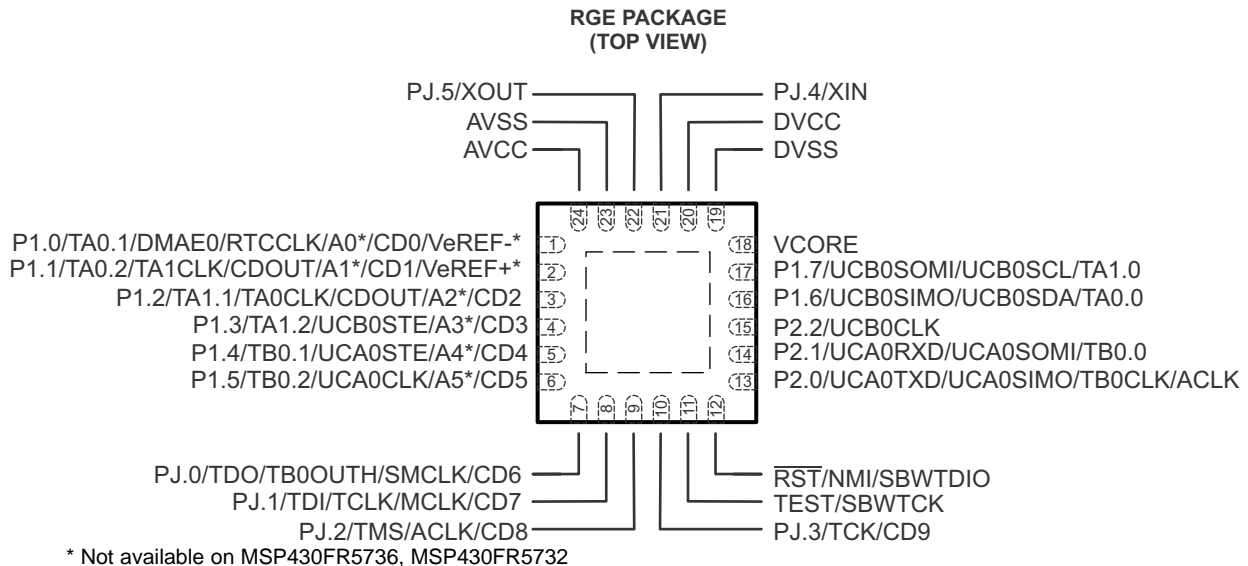 RGE PACKAGE
(TOP VIEW)
PJ.5/XOUT
AVSS
AVCC
PJ.4/XIN
DVCC
DVSS
24 23 22 21 20 19
P1.0/TA0.1/DMAE0/RTCCLK/A0*/CD0/VeREF-* 1
P1.1/TA0.2/TA1CLK/CDOUT/A1*/CD1/VeREF+* 2
P1.2/TA1.1/TA0CLK/CDOUT/A2*/CD2 3
P1.3/TA1.2/UCB0STE/A3*/CD3 4
P1.4/TB0.1/UCA0STE/A4*/CD4 5
P1.5/TB0.2/UCA0CLK/A5*/CD5 6
18 VCORE
17 P1.7/UCB0SOMI/UCB0SCL/TA1.0
16 P1.6/UCB0SIMO/UCB0SDA/TA0.0
15 P2.2/UCB0CLK
14 P2.1/UCA0RXD/UCA0SOMI/TB0.0
13 P2.0/UCA0TXD/UCA0SIMO/TB0CLK/ACLK
7 8 9 10 11 12
PJ.0/TDO/TB0OUTH/SMCLK/CD6
PJ.1/TDI/TCLK/MCLK/CD7
PJ.2/TMS/ACLK/CD8
RST/NMI/SBWTDIO
TEST/SBWTCK
PJ.3/TCK/CD9
* Not available on MSP430FR5736, MSP430FR5732